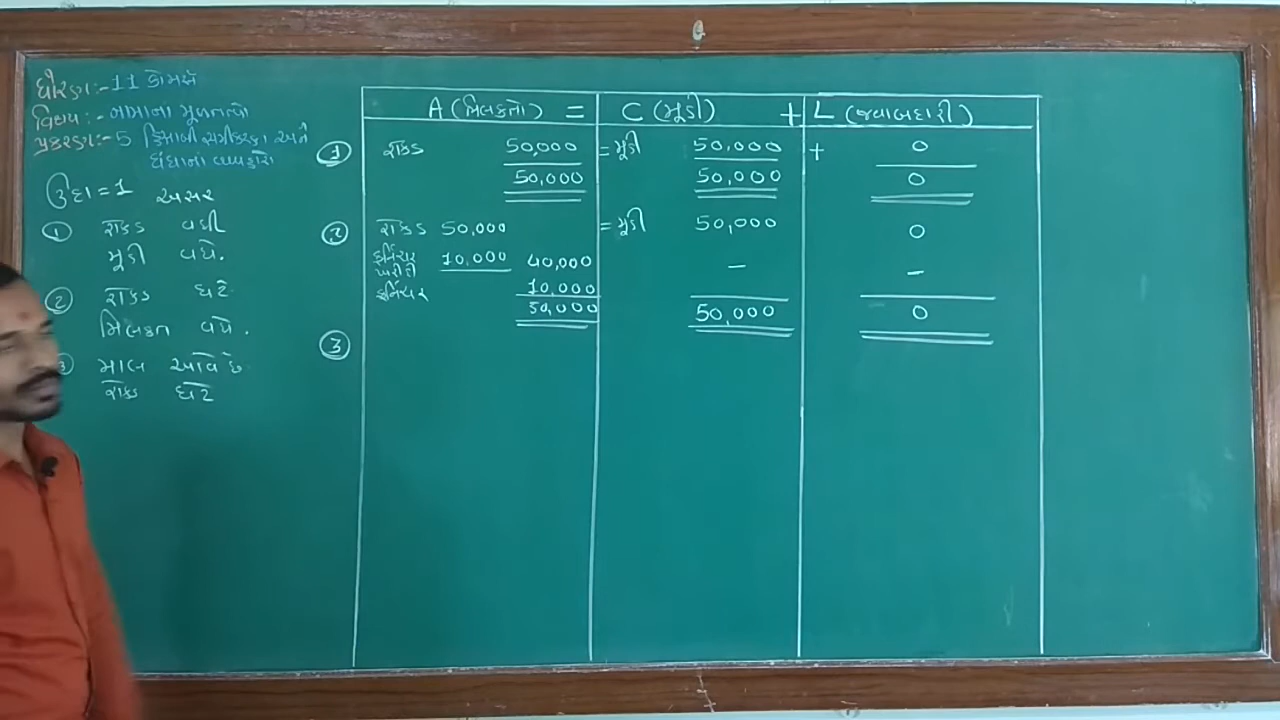 ધોરણ:-11 કોમર્સ
વિષય:- નામાના મૂળતત્વો
પ્રકરણ:-5 હિસાબી સમીકરણ અને
ધંધાના વ્યવહારો
ઉદા=1 અસર
① રોકડ વધી
મૂડી વધે.
② રોકડ ઘટે
મિલકત વધે.
માલ આવે છે
રોકડ ઘટે
A (મિલકતો) = C (મૂડી) + L (જવાબદારી)
① રોકડ 50,000 = મૂડી 50,000 + 0
50,000 50,000 0
② રોકડ 50,000 = મૂડી 50,000 0
ફર્નિચર ખરીદી 10,000 40,000 – –
ફર્નિચર 10,000
50,000 50,000 0
③